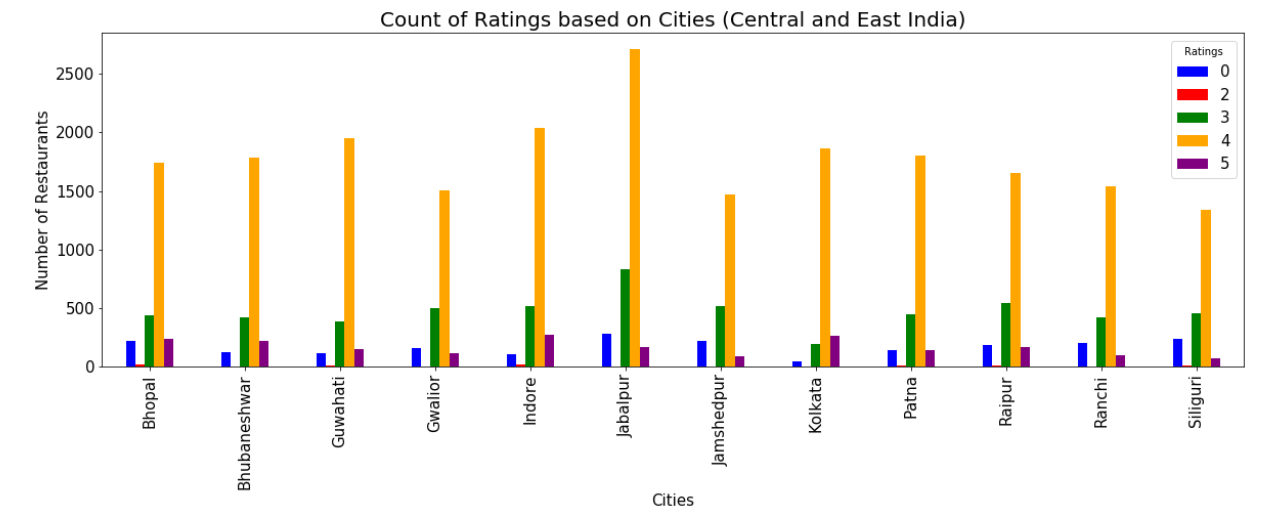 Count of Ratings based on Cities (Central and East India)
Number of Restaurants
2500
2000
1500
1000
500
0
Ratings
0
2
3
4
5
Bhopal
Bhubaneshwar
Guwahati
Gwalior
Indore
Jabalpur
Jamshedpur
Kolkata
Patna
Raipur
Ranchi
Siliguri
Cities